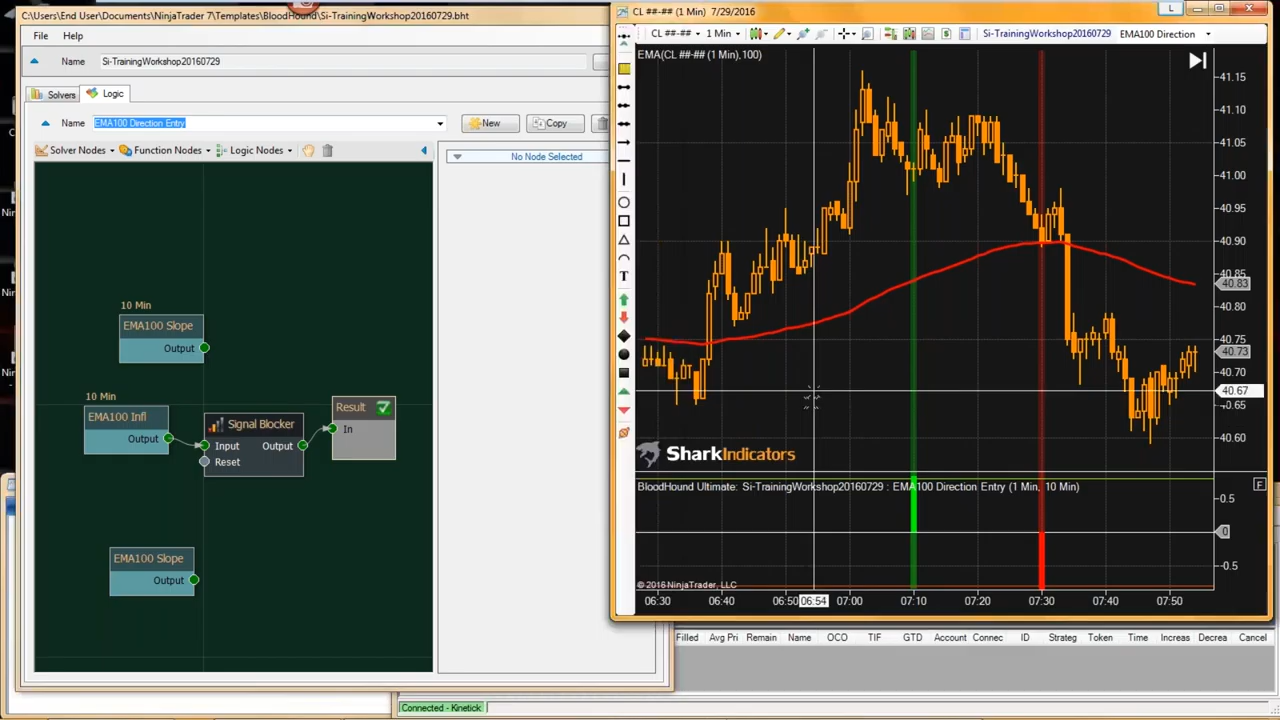 C:\Users\End User\Documents\NinjaTrader 7\Templates\BloodHound\Si-TrainingWorkshop20160729.bht
File Help
Name Si-TrainingWorkshop20160729
Solvers Logic
Name EMA100 Direction Entry New Copy
Solver Nodes Function Nodes Logic Nodes
No Node Selected
10 Min
EMA100 Slope
Output
10 Min
EMA100 Infl
Output
Signal Blocker
Input Output
Reset
Result
In
EMA100 Slope
Output
CL ##-## (1 Min) 7/29/2016
L
CL ##-## 1 Min Si-TrainingWorkshop20160729 EMA100 Direction
EMA(CL ##-## (1 Min),100)
T
41.15
41.10
41.05
41.00
40.95
40.90
40.85
40.83
40.80
40.75
40.73
40.70
40.67
40.65
40.60
SharkIndicators
BloodHound Ultimate: Si-TrainingWorkshop20160729 : EMA100 Direction Entry (1 Min, 10 Min)
F
0.5
0
-0.5
© 2016 NinjaTrader, LLC
06:30 06:40 06:50 06:54 07:00 07:10 07:20 07:30 07:40 07:50
Filled Avg Pri Remain Name OCO TIF GTD Account Connec ID Strateg Token Time Increas Decrea Cancel
Connected - Kinetick